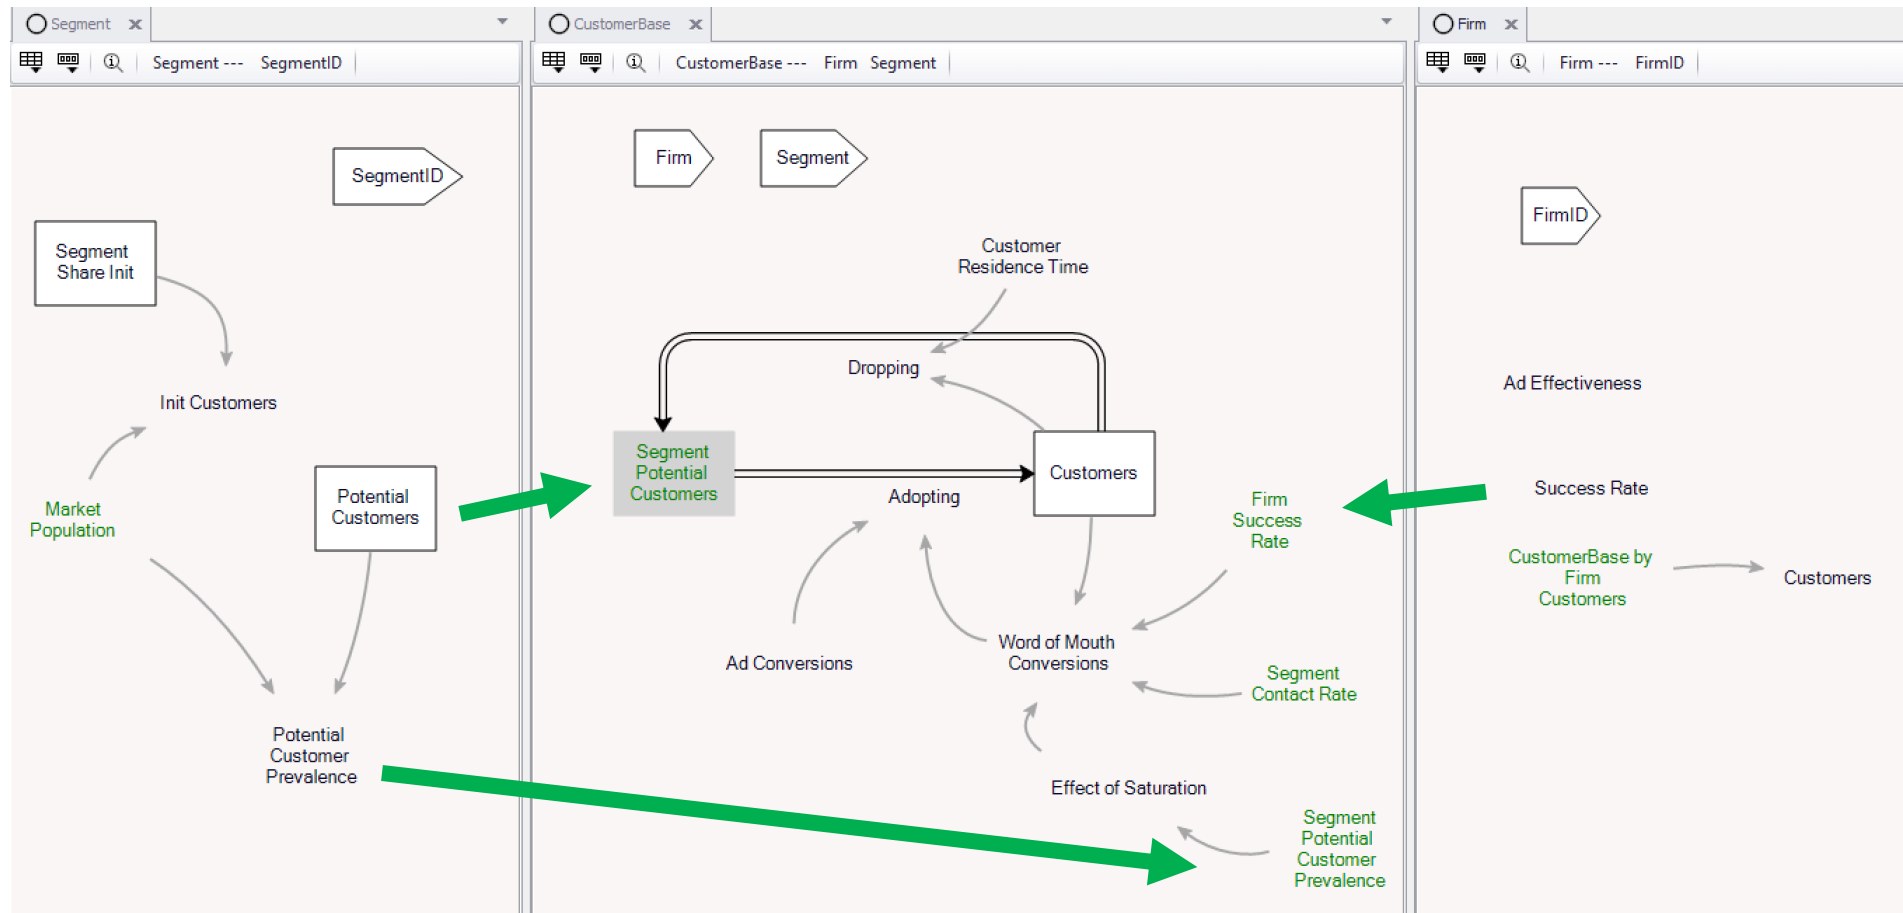 Segment
Segment --- SegmentID
SegmentID
Segment
Share Init
Init Customers
Market
Population
Potential
Customers
Potential
Customer
Prevalence
CustomerBase
CustomerBase --- Firm Segment
Firm
Segment
Customer
Residence Time
Dropping
Segment
Potential
Customers
Adopting
Customers
Firm
Success
Rate
Ad Conversions
Word of Mouth
Conversions
Segment
Contact Rate
Effect of Saturation
Segment
Potential
Customer
Prevalence
Firm
Firm --- FirmID
FirmID
Ad Effectiveness
Success Rate
CustomerBase by
Firm
Customers
Customers